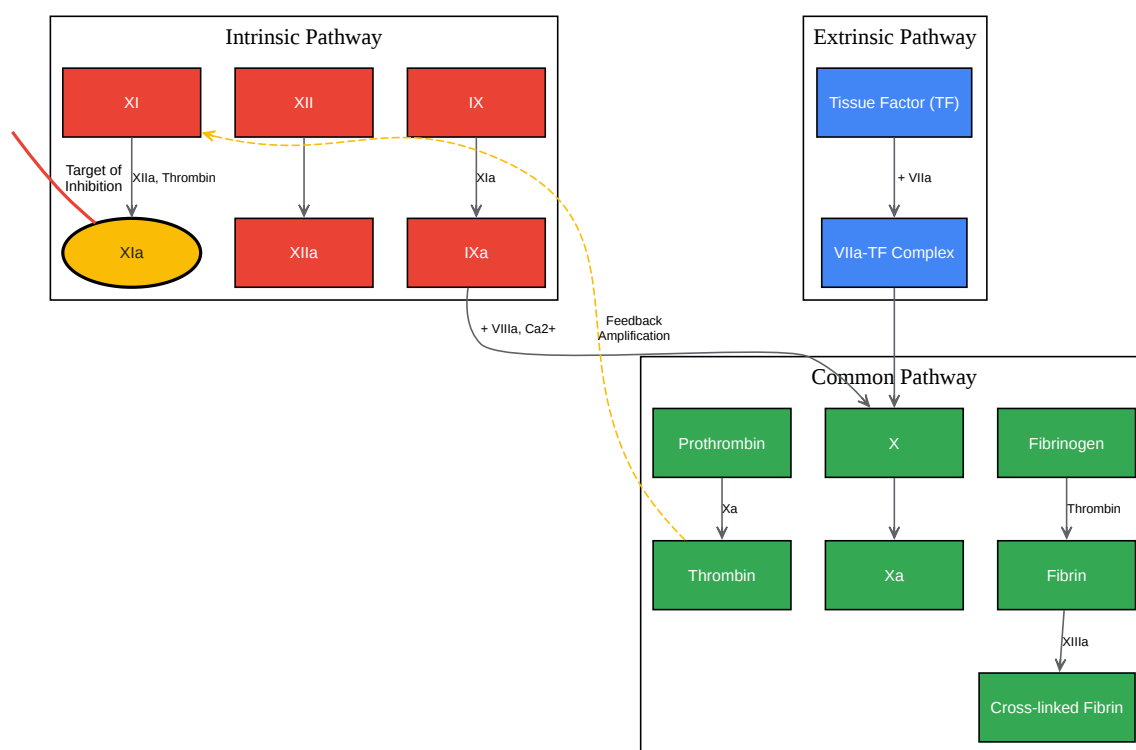 Intrinsic Pathway
Extrinsic Pathway
XI
XII
IX
Tissue Factor (TF)
Target of
Inhibition
XIIa, Thrombin
XIa
+ VIIa
XIa
XIIa
IXa
VIIa-TF Complex
+ VIIIa, Ca2+
Feedback
Amplification
Common Pathway
Prothrombin
X
Fibrinogen
Xa
Thrombin
Thrombin
Xa
Fibrin
XIIIa
Cross-linked Fibrin